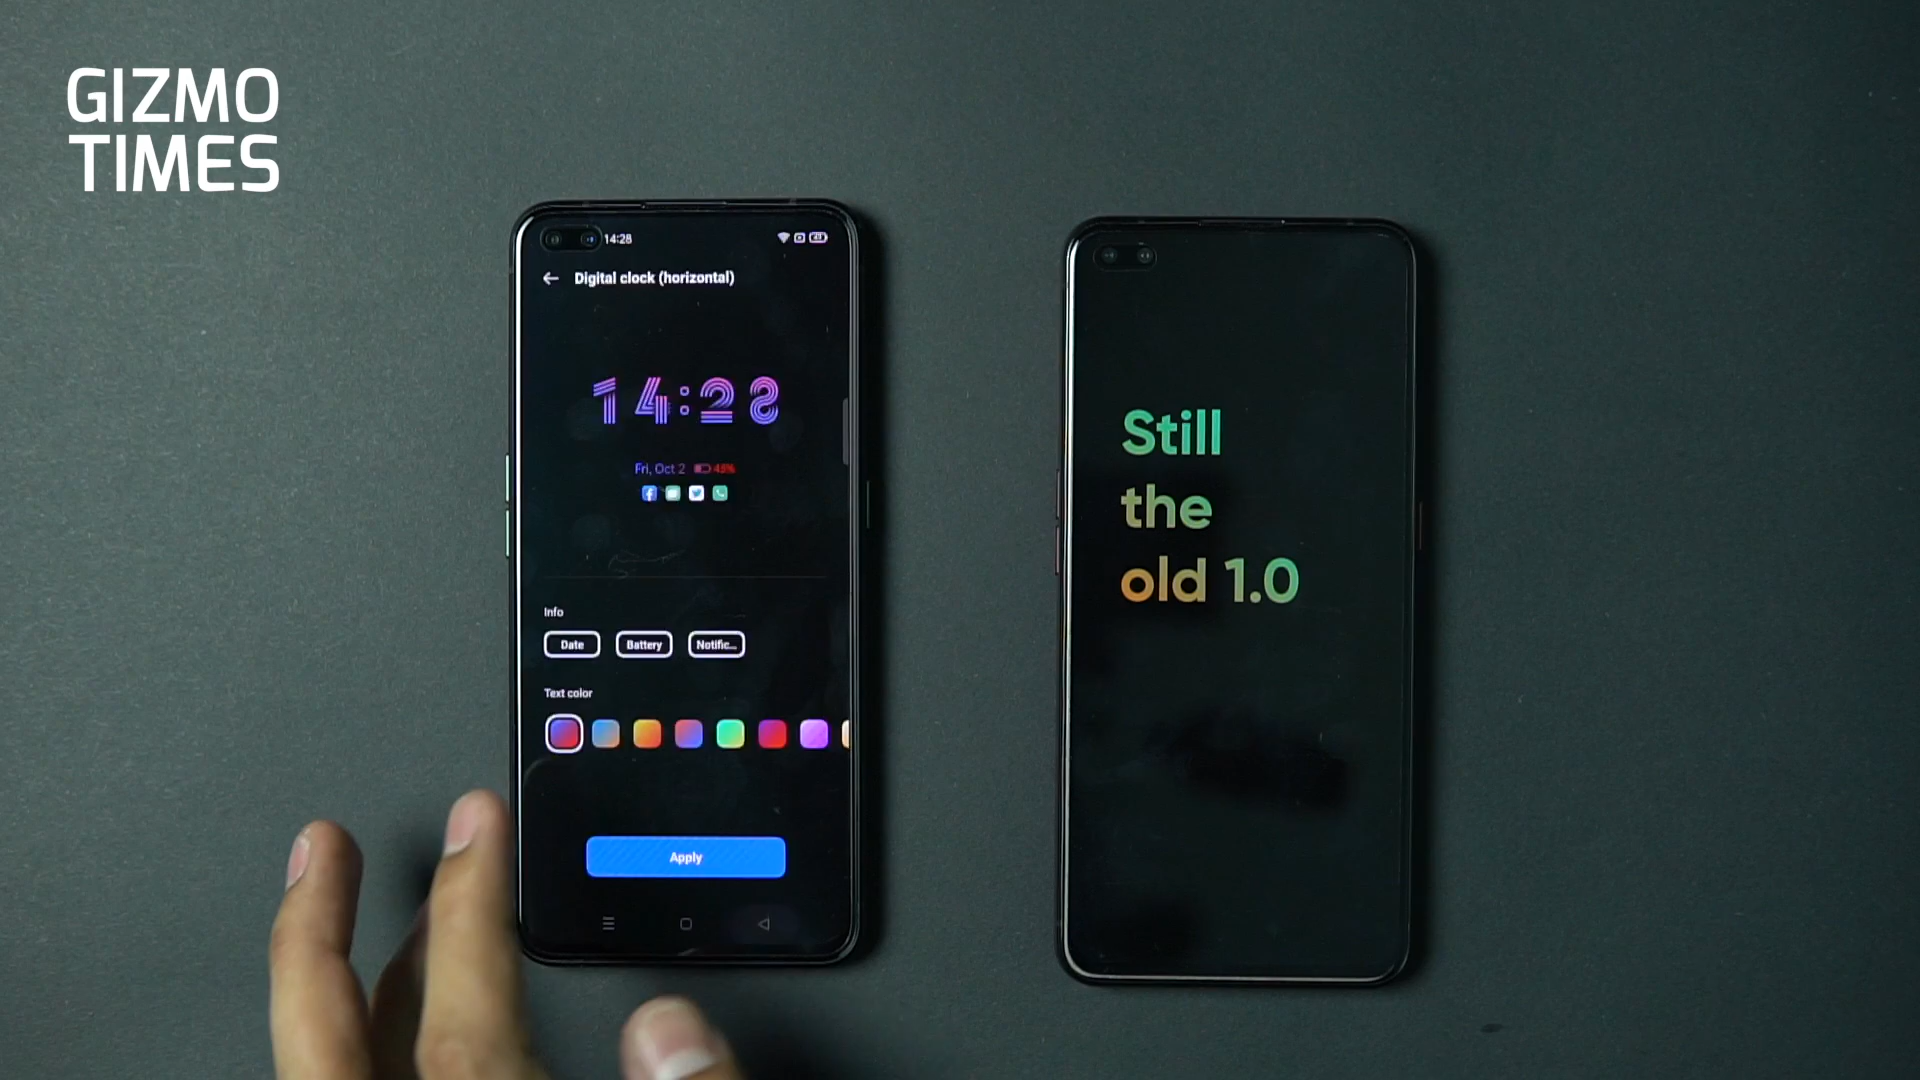 GIZMO
TIMES
14:28
Digital clock (horizontal)
14:28
Fri, Oct 2 45%
Info
Date Battery Notific...
Text color
Apply
Still
the
old 1.0